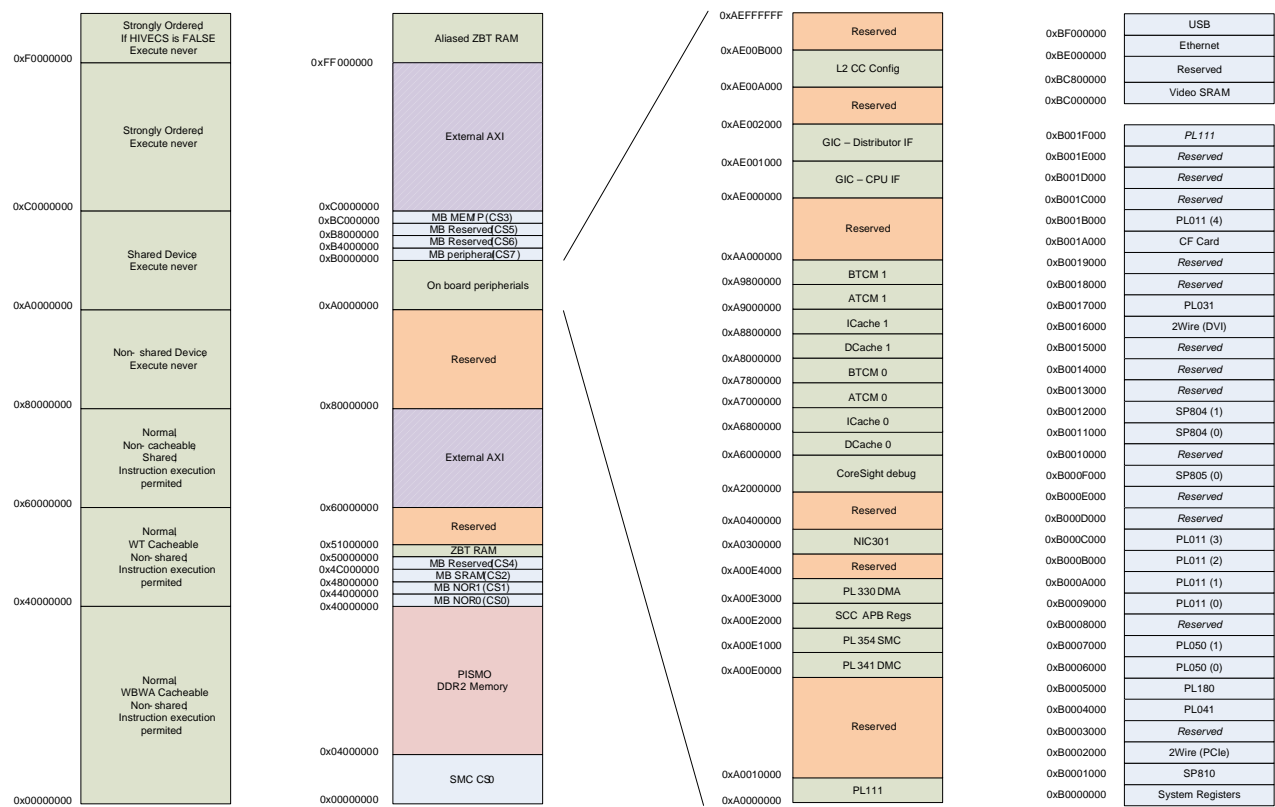 Strongly Ordered,
If HIVECS is FALSE
Execute never
0xF0000000
Strongly Ordered,
Execute never
0xC0000000
Shared Device,
Execute never
0xA0000000
Non- shared Device,
Execute never
0x80000000
Normal,
Non- cacheable,
Shared,
Instruction execution
permited
0x60000000
Normal,
WT Cacheable
Non- shared,
Instruction execution
permited
0x40000000
Normal,
WBWA Cacheable
Non- shared,
Instruction execution
permited
0x00000000
Aliased ZBT RAM
0xFF000000
External AXI
0xC0000000
MB MEMP (CS3)
0xBC000000
MB Reserved (CS5)
0xB8000000
MB Reserved (CS6)
0xB4000000
MB peripheral (CS7)
0xB0000000
On board peripherials
0xA0000000
Reserved
0x80000000
External AXI
0x60000000
Reserved
0x51000000
ZBT RAM
0x50000000
MB Reserved (CS4)
0x4C000000
MB SRAM (CS2)
0x48000000
MB NOR1 (CS1)
0x44000000
MB NOR0 (CS0)
0x40000000
PISMO
DDR2 Memory
0x04000000
SMC CS0
0x00000000
0xAEFFFFFF
Reserved
0xAE00B000
L2 CC Config
0xAE00A000
Reserved
0xAE002000
GIC – Distributor IF
0xAE001000
GIC – CPU IF
0xAE000000
Reserved
0xAA000000
BTCM 1
0xA9800000
ATCM 1
0xA9000000
ICache 1
0xA8800000
DCache 1
0xA8000000
BTCM 0
0xA7800000
ATCM 0
0xA7000000
ICache 0
0xA6800000
DCache 0
0xA6000000
CoreSight debug
0xA2000000
Reserved
0xA0400000
NIC301
0xA0300000
Reserved
0xA00E4000
PL330 DMA
0xA00E3000
SCC APB Regs
0xA00E2000
PL354 SMC
0xA00E1000
PL341 DMC
0xA00E0000
Reserved
0xA0010000
PL111
0xA0000000
USB
0xBF000000
Ethernet
0xBE000000
Reserved
0xBC800000
Video SRAM
0xBC000000
0xB001F000
PL111
0xB001E000
Reserved
0xB001D000
Reserved
0xB001C000
Reserved
0xB001B000
PL011 (4)
0xB001A000
CF Card
0xB0019000
Reserved
0xB0018000
Reserved
0xB0017000
PL031
0xB0016000
2Wire (DVI)
0xB0015000
Reserved
0xB0014000
Reserved
0xB0013000
Reserved
0xB0012000
SP804 (1)
0xB0011000
SP804 (0)
0xB0010000
Reserved
0xB000F000
SP805 (0)
0xB000E000
Reserved
0xB000D000
Reserved
0xB000C000
PL011 (3)
0xB000B000
PL011 (2)
0xB000A000
PL011 (1)
0xB0009000
PL011 (0)
0xB0008000
Reserved
0xB0007000
PL050 (1)
0xB0006000
PL050 (0)
0xB0005000
PL180
0xB0004000
PL041
0xB0003000
Reserved
0xB0002000
2Wire (PCIe)
0xB0001000
SP810
0xB0000000
System Registers